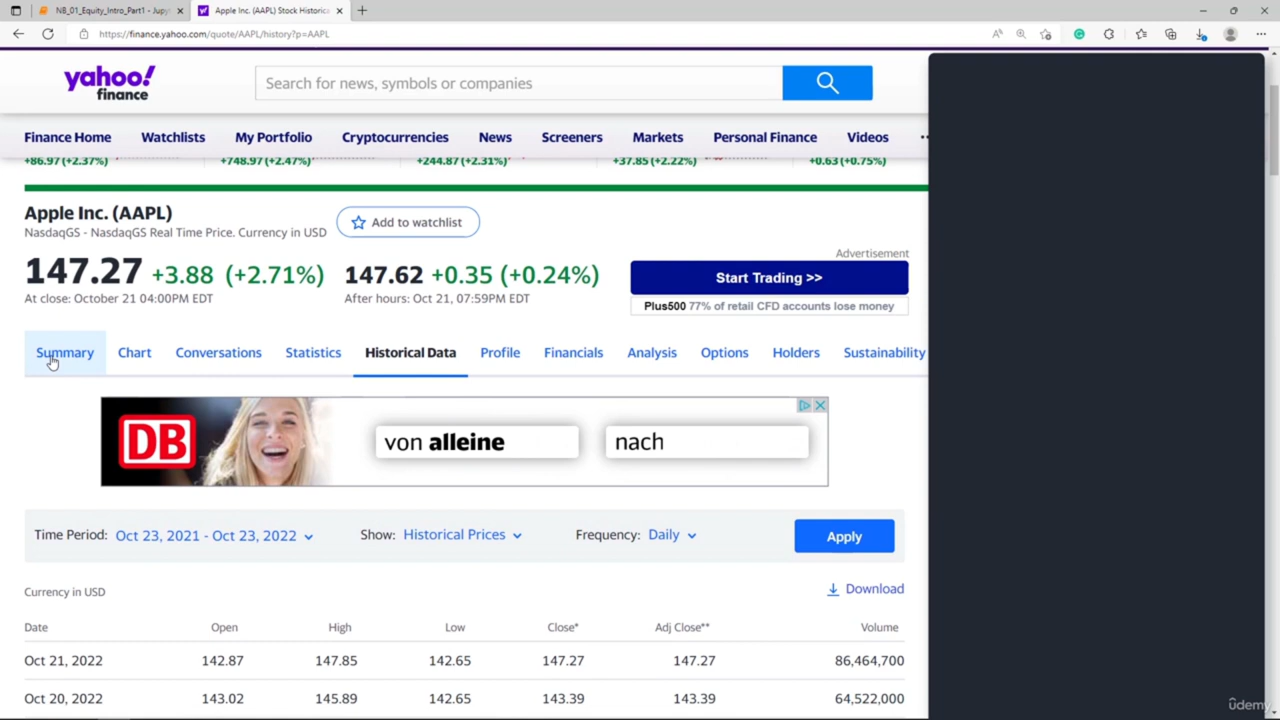 NB_01_Equity_Intro_Part1 - Jupy
Apple Inc. (AAPL) Stock Historica
https://finance.yahoo.com/quote/AAPL/history?p=AAPL
yahoo!
finance
Search for news, symbols or companies
Finance Home Watchlists My Portfolio Cryptocurrencies News Screeners Markets Personal Finance Videos
+86.97 (+2.37%) +748.97 (+2.47%) +244.87 (+2.31%) +37.85 (+2.22%) +0.63 (+0.75%)
Apple Inc. (AAPL)
Add to watchlist
NasdaqGS - NasdaqGS Real Time Price. Currency in USD
147.27 +3.88 (+2.71%) 147.62 +0.35 (+0.24%)
At close: October 21 04:00PM EDT After hours: Oct 21, 07:59PM EDT
Advertisement
Start Trading >>
Plus500 77% of retail CFD accounts lose money
Summary Chart Conversations Statistics Historical Data Profile Financials Analysis Options Holders Sustainability
DB von alleine nach
Time Period: Oct 23, 2021 - Oct 23, 2022 Show: Historical Prices Frequency: Daily Apply
Currency in USD Download
Date Open High Low Close* Adj Close** Volume
Oct 21, 2022 142.87 147.85 142.65 147.27 147.27 86,464,700
Oct 20, 2022 143.02 145.89 142.65 143.39 143.39 64,522,000
ûdemy